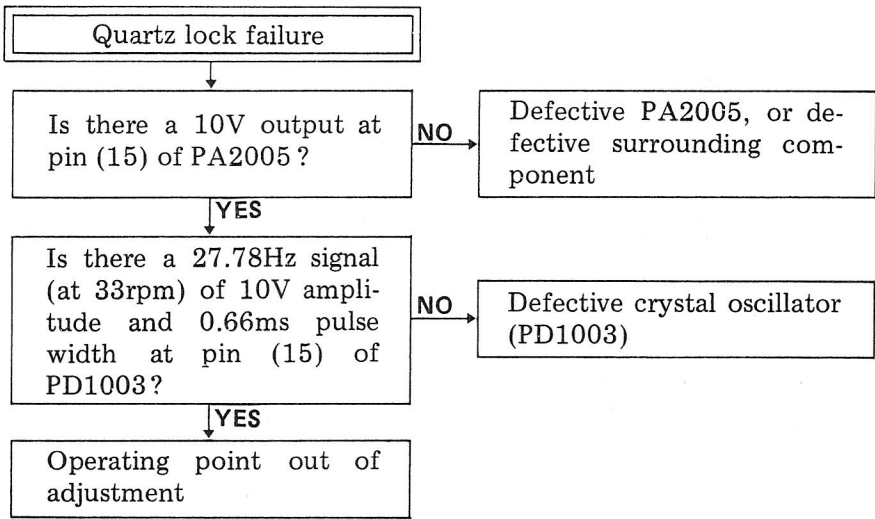 Quartz lock failure
Is there a 10V output at
pin (15) of PA2005?
NO
Defective PA2005, or de-
fective surrounding com-
ponent
YES
Is there a 27.78Hz signal
(at 33rpm) of 10V ampli-
tude and 0.66ms pulse
width at pin (15) of
PD1003?
NO
Defective crystal oscillator
(PD1003)
YES
Operating point out of
adjustment